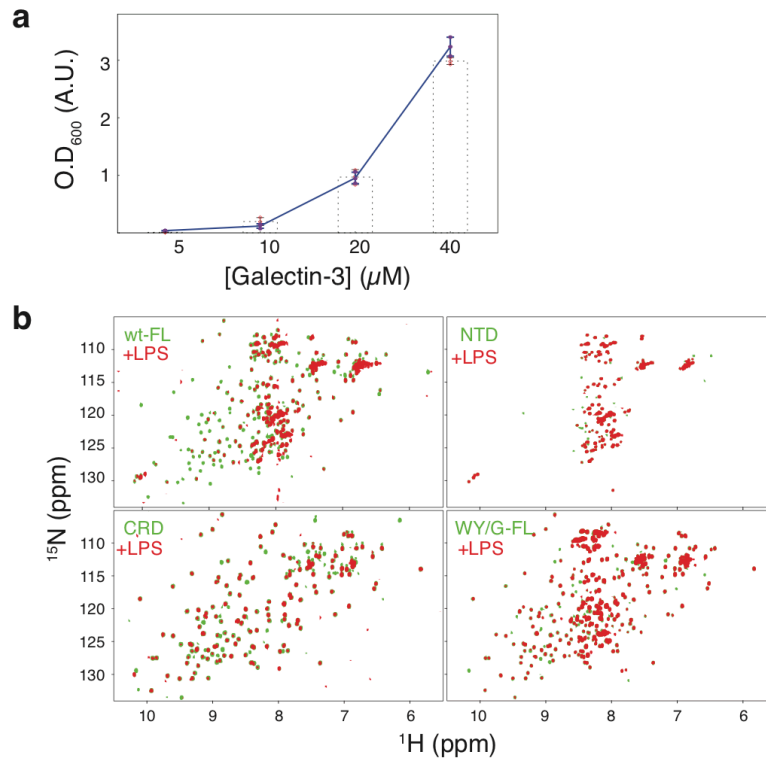 a
O.D600 (A.U.)
3
2
1
5 10 20 40
[Galectin-3] (µM)
b
wt-FL
+LPS
NTD
+LPS
110
115
120
125
130
CRD
+LPS
WY/G-FL
+LPS
110
115
120
125
130
15N (ppm)
10 9 8 7 6 10 9 8 7 6
1H (ppm)